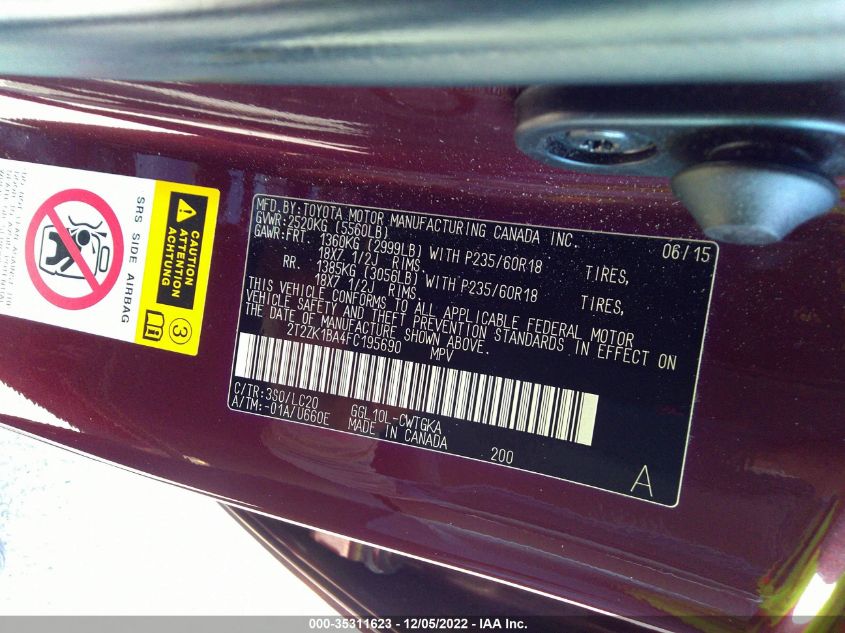 SRS SIDE AIRBAG
CAUTION
ATTENTION
ACHTUNG
3
MFD.BY:TOYOTA MOTOR MANUFACTURING CANADA INC. 06/15
GVWR:2520KG (5560LB)
GAWR:FRT. 1360KG (2999LB) WITH P235/60R18 TIRES,
18X7 1/2J RIMS.
RR. 1385KG (3056LB) WITH P235/60R18 TIRES,
18X7 1/2J RIMS.
THIS VEHICLE CONFORMS TO ALL APPLICABLE FEDERAL MOTOR
VEHICLE SAFETY AND THEFT PREVENTION STANDARDS IN EFFECT ON
THE DATE OF MANUFACTURE SHOWN ABOVE.
2T2ZK1BA4FC195690 MPV
C/TR:3S0/LC20 GGL10L-CWTGKA
A/TM:-01A/U660E MADE IN CANADA 200
A
000-35311623 - 12/05/2022 - IAA Inc.